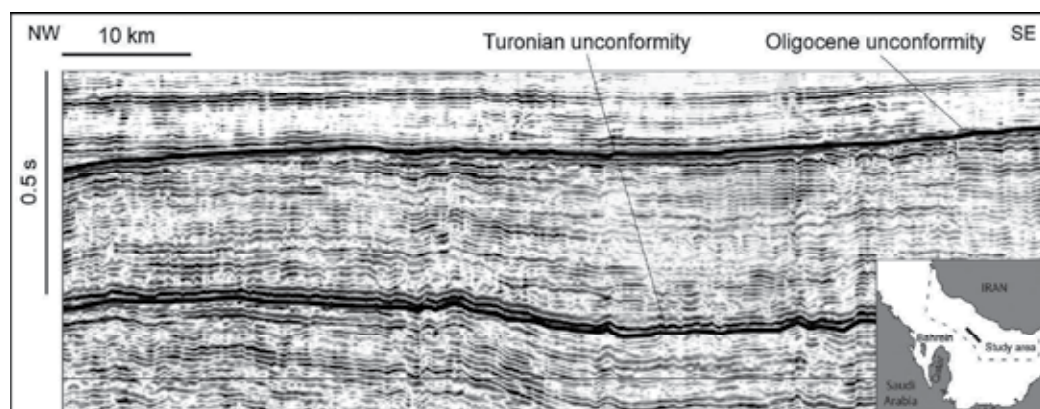 NW
10 km
Turonian unconformity
Oligocene unconformity
SE
0.5 s
IRAN
Bahrein
Study area
Saudi
Arabia